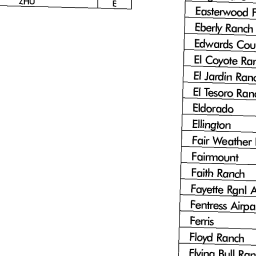 ZHU E
Easterwood F
Eberly Ranch
Edwards Cou
El Coyote Ran
El Jardin Ranc
El Tesoro Ranc
Eldorado
Ellington
Fair Weather
Fairmount
Faith Ranch
Fayette Rgnl A
Fentress Airpa
Ferris
Floyd Ranch
Flying Bull Ran